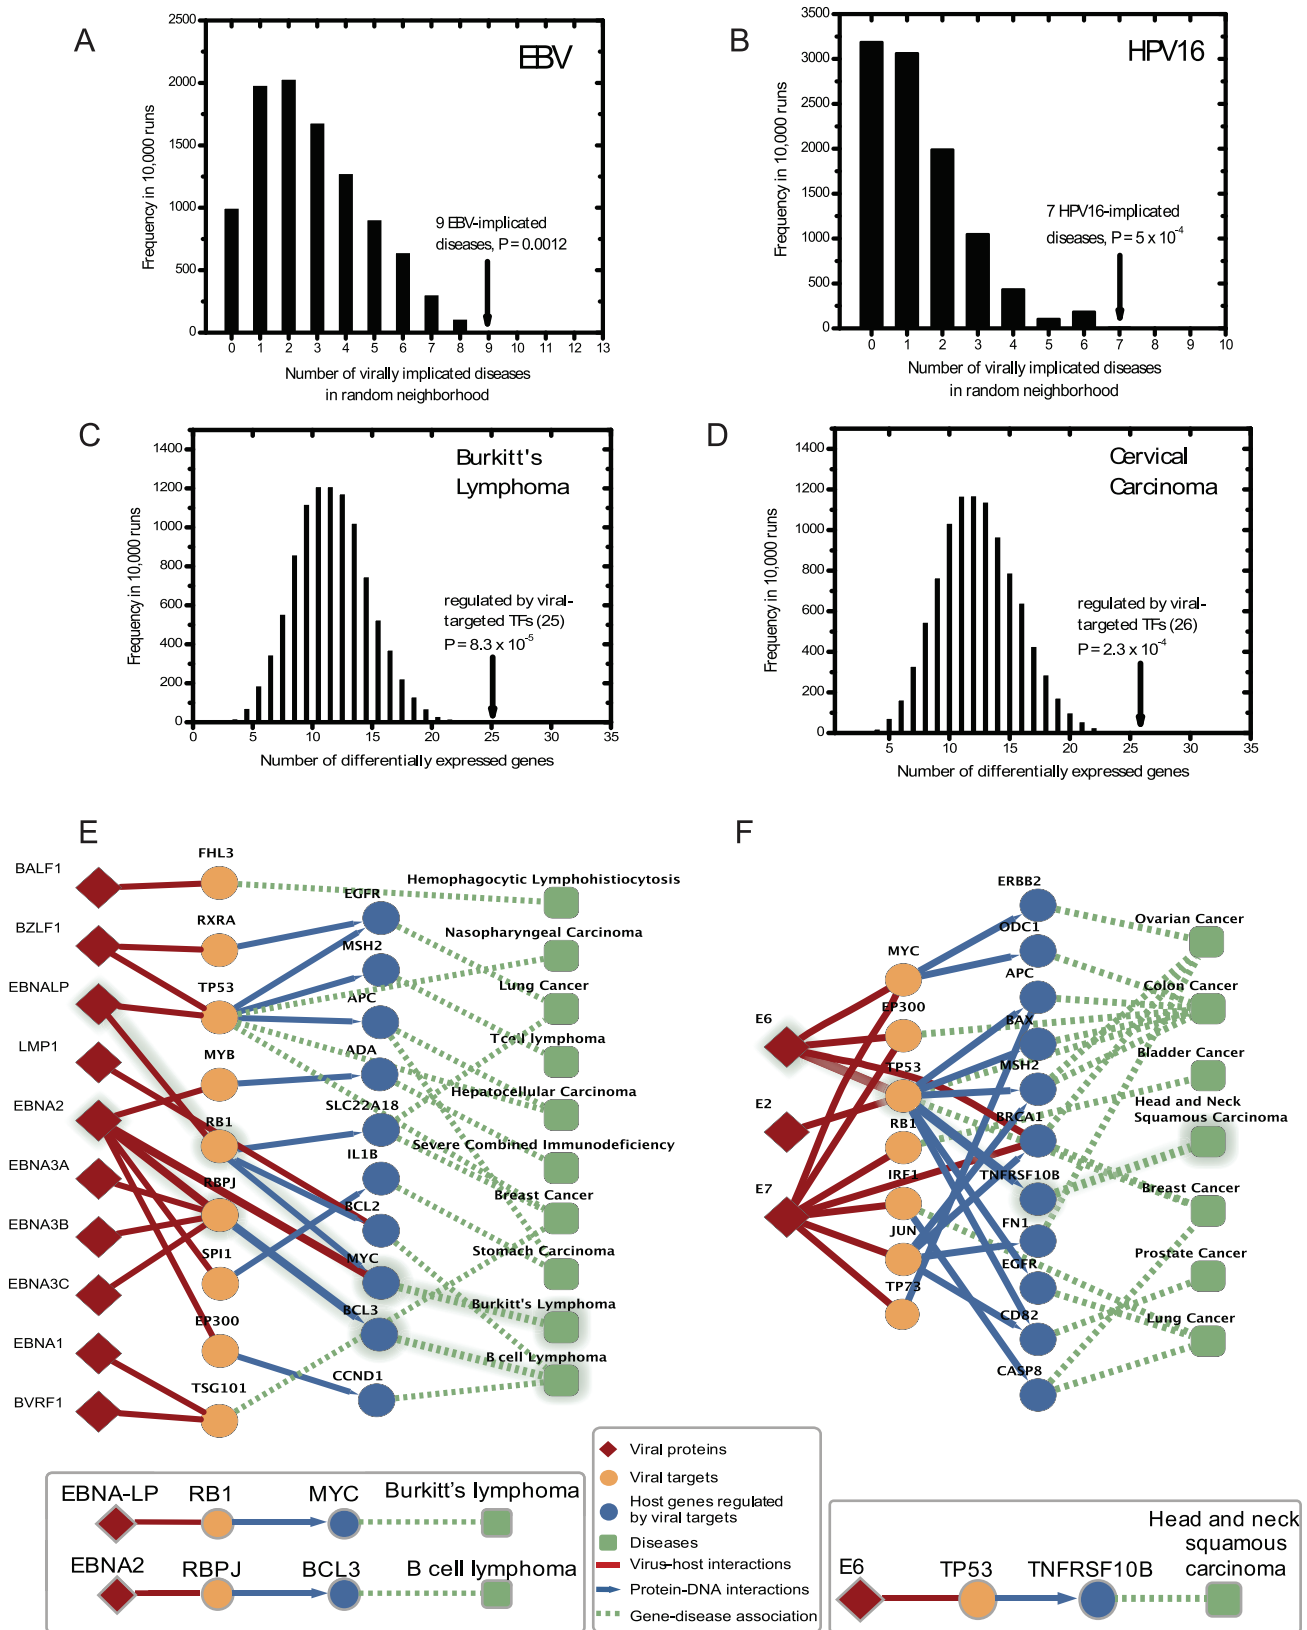 A
EBV
Frequency in 10,000 runs
2500
2000
1500
1000
500
0
9 EBV-implicated
diseases, P = 0.0012
0 1 2 3 4 5 6 7 8 9 10 11 12 13
Number of virally implicated diseases
in random neighborhood
B
HPV16
Frequency in 10,000 runs
3500
3000
2500
2000
1500
1000
500
0
7 HPV16-implicated
diseases, P = 5 x 10-4
0 1 2 3 4 5 6 7 8 9 10
Number of virally implicated diseases
in random neighborhood
C
Burkitt's
Lymphoma
Frequency in 10,000 runs
1400
1200
1000
800
600
400
200
0
regulated by viral-
targeted TFs (25)
P = 8.3 x 10-5
0 5 10 15 20 25 30 35
Number of differentially expressed genes
D
Cervical
Carcinoma
Frequency in 10,000 runs
1400
1200
1000
800
600
400
200
0
regulated by viral-
targeted TFs (26)
P = 2.3 x 10-4
5 10 15 20 25 30 35
Number of differentially expressed genes
E
BALF1
BZLF1
EBNALP
LMP1
EBNA2
EBNA3A
EBNA3B
EBNA3C
EBNA1
BVRF1
FHL3
RXRA
TP53
MYB
RB1
RBPJ
SPI1
EP300
TSG101
EGFR
MSH2
APC
ADA
SLC22A18
IL1B
BCL2
MYC
BCL3
CCND1
Hemophagocytic Lymphohistiocytosis
Nasopharyngeal Carcinoma
Lung Cancer
Tcell lymphoma
Hepatocellular Carcinoma
Severe Combined Immunodeficiency
Breast Cancer
Stomach Carcinoma
Burkitt's Lymphoma
B cell Lymphoma
F
E6
E2
E7
MYC
EP300
TP53
RB1
IRF1
JUN
TP73
ERBB2
ODC1
APC
BAX
MSH2
BRCA1
TNFRSF10B
FN1
EGFR
CD82
CASP8
Ovarian Cancer
Colon Cancer
Bladder Cancer
Head and Neck
Squamous Carcinoma
Breast Cancer
Prostate Cancer
Lung Cancer
EBNA-LP RB1 MYC Burkitt's lymphoma
EBNA2 RBPJ BCL3 B cell lymphoma
Viral proteins
Viral targets
Host genes regulated
by viral targets
Diseases
Virus-host interactions
Protein-DNA interactions
Gene-disease association
Head and neck
squamous
carcinoma
E6 TP53 TNFRSF10B